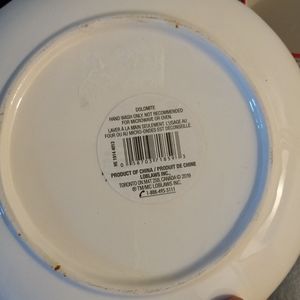 DOLOMITE
HAND WASH ONLY. NOT RECOMMENDED
FOR MICROWAVE OR OVEN.
LAVER À LA MAIN SEULEMENT. L'USAGE AU
FOUR OU AU MICRO-ONDES EST DÉCONSEILLÉ.
PRODUCT OF CHINA / PRODUIT DE CHINE
LOBLAWS INC.,
TORONTO ON M4T 2S8, CANADA © 2016
® TM/MC LOBLAWS INC.
1-866-495-5111